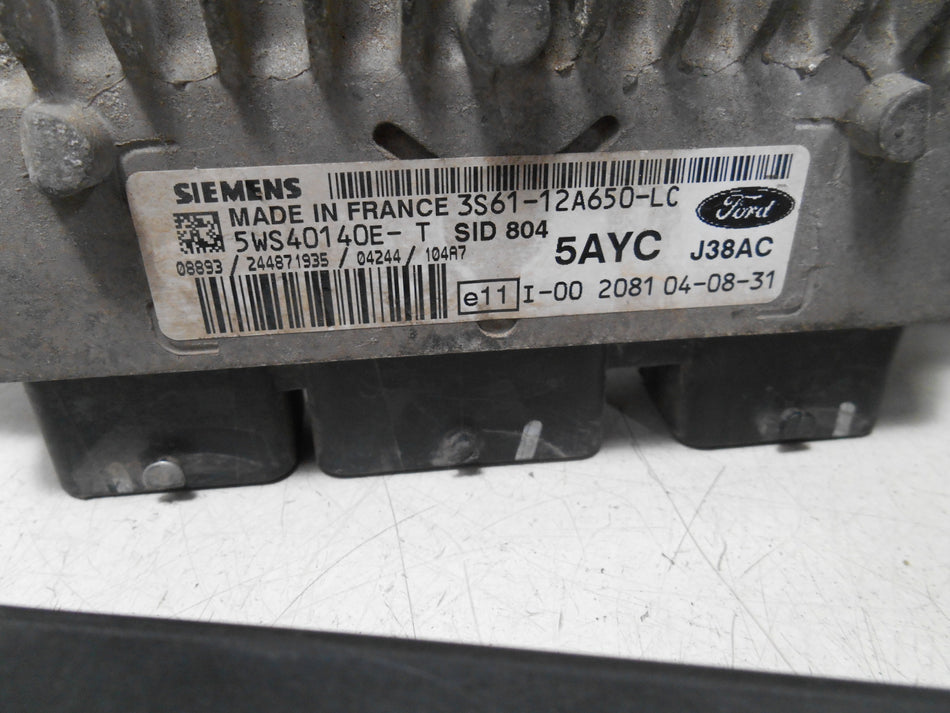 SIEMENS
MADE IN FRANCE 3S61-12A650-LC
Ford
5WS40140E- T SID 804
5AYC J38AC
08893 / 244871935 / 04244 / 104A7
e11 I-00 2081 04-08-31